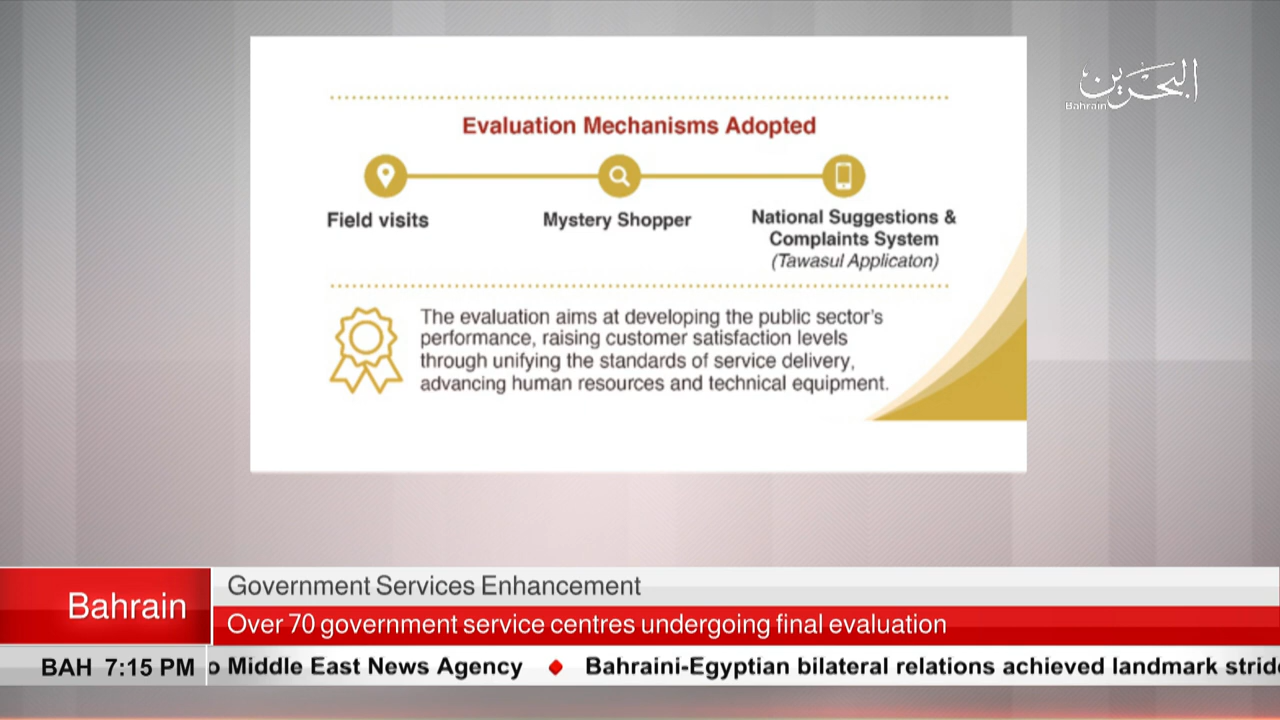 Evaluation Mechanisms Adopted
Field visits
Mystery Shopper
National Suggestions &
Complaints System
(Tawasul Applicaton)
The evaluation aims at developing the public sector's
performance, raising customer satisfaction levels
through unifying the standards of service delivery,
advancing human resources and technical equipment.
البحرين
Bahrain
Bahrain
Government Services Enhancement
Over 70 government service centres undergoing final evaluation
BAH 7:15 PM
Middle East News Agency ♦ Bahraini-Egyptian bilateral relations achieved landmark